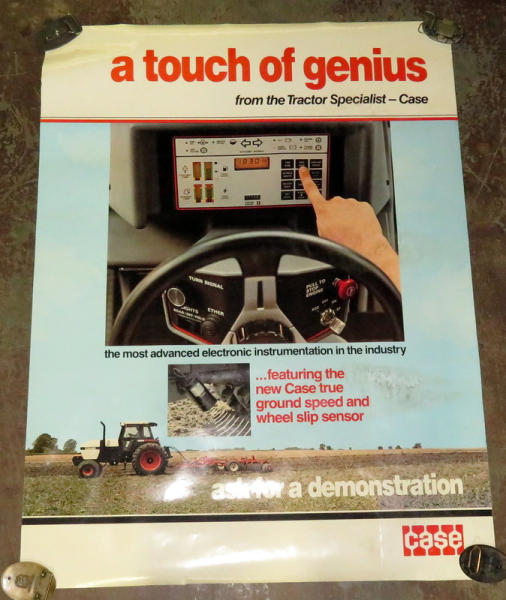 a touch of genius
from the Tractor Specialist – Case
TURN SIGNAL
LIGHTS
ETHER
PULL TO
STOP
ENGINE
the most advanced electronic instrumentation in the industry
...featuring the
new Case true
ground speed and
wheel slip sensor
ask for a demonstration
case